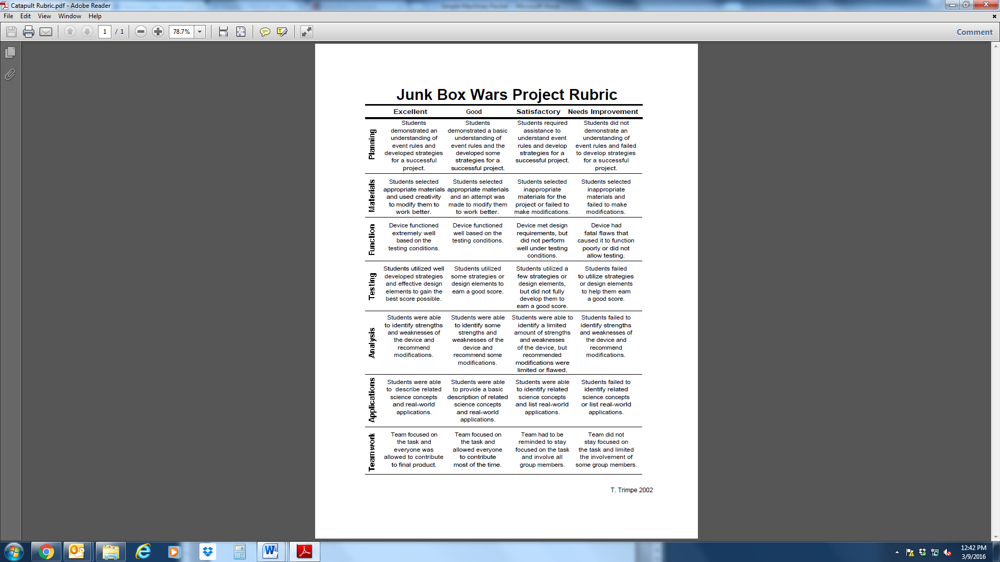 Catapult Rubric.pdf - Adobe Reader
File Edit View Window Help
1 / 1 78.7% Comment
Junk Box Wars Project Rubric
Excellent Good Satisfactory Needs Improvement
Planning
Students
demonstrated an
understanding of
event rules and
developed strategies
for a successful
project.
Students
demonstrated a basic
understanding of
event rules and the
developed some
strategies for a
successful project.
Students required
assistance to
understand event
rules and develop
strategies for a
successful project.
Students did not
demonstrate an
understanding of
event rules and failed
to develop strategies
for a successful
project.
Materials
Students selected
appropriate materials
and used creativity
to modify them to
work better.
Students selected
appropriate materials
and an attempt was
made to modify them
to work better.
Students selected
inappropriate
materials for the
project or failed to
make modifications.
Students selected
inappropriate
materials and
failed to make
modifications.
Function
Device functioned
extremely well
based on the
testing conditions.
Device functioned
well based on the
testing conditions.
Device met design
requirements, but
did not perform
well under testing
conditions.
Device had
fatal flaws that
caused it to function
poorly or did not
allow testing.
Testing
Students utilized well
developed strategies
and effective design
elements to gain the
best score possible.
Students utilized
some strategies or
design elements to
earn a good score.
Students utilized a
few strategies or
design elements,
but did not fully
develop them to
earn a good score.
Students failed
to utilize strategies
or design elements
to help them earn
a good score.
Analysis
Students were able
to identify strengths
and weaknesses of
the device and
recommend
modifications.
Students were able
to identify some
strengths and
weaknesses of the
device and
recommend some
modifications.
Students were able to
identify a limited
amount of strengths
and weaknesses
of the device, but
recommended
modifications were
limited or flawed.
Students failed to
identify strengths
and weaknesses of
the device and
recommend
modifications.
Applications
Students were able
to describe related
science concepts
and real-world
applications.
Students were able
to provide a basic
description of related
science concepts
and real-world
applications.
Students were able
to identify related
science concepts
and list real-world
applications.
Students failed to
identify related
science concepts
or list real-world
applications.
Teamwork
Team focused on
the task and
everyone was
allowed to contribute
to final product.
Team focused on
the task and
allowed everyone
to contribute
most of the time.
Team had to be
reminded to stay
focused on the task
and involve all
group members.
Team did not
stay focused on
the task and limited
the involvement of
some group members.
T. Trimpe 2002
12:42 PM
3/9/2016